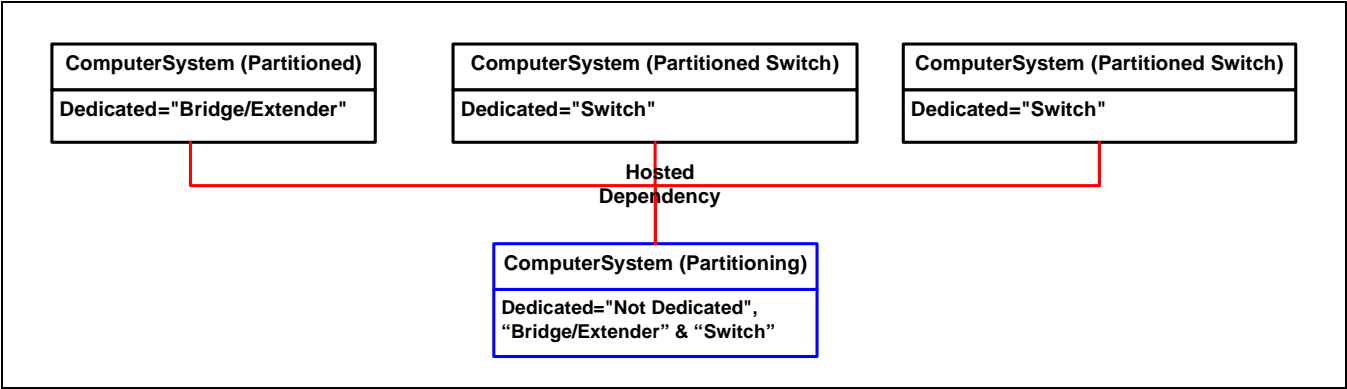 ComputerSystem (Partitioned)
Dedicated="Bridge/Extender"
ComputerSystem (Partitioned Switch)
Dedicated="Switch"
ComputerSystem (Partitioned Switch)
Dedicated="Switch"
Hosted
Dependency
ComputerSystem (Partitioning)
Dedicated="Not Dedicated",
“Bridge/Extender” & “Switch”